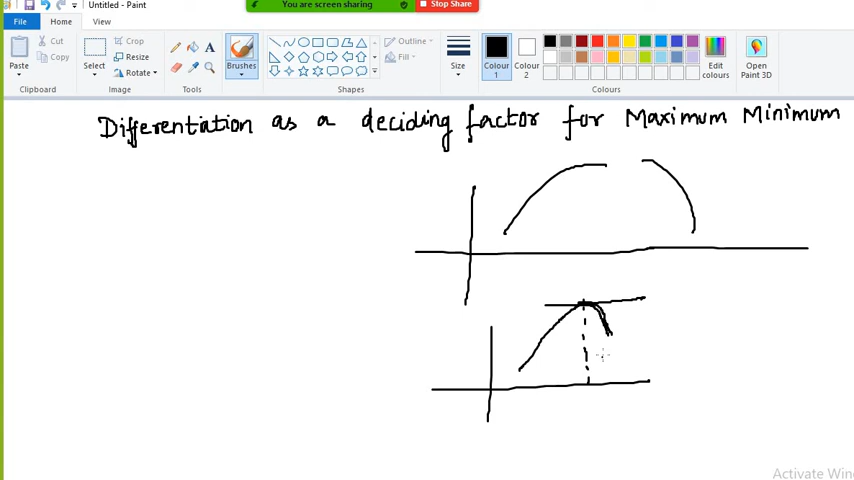 Untitled - Paint
You are screen sharing
Stop Share
File
Home
View
Paste
Cut
Copy
Clipboard
Select
Crop
Resize
Rotate
Image
A
Tools
Brushes
Outline
Fill
Shapes
Size
Colour 1
Colour 2
Edit colours
Open Paint 3D
Colours
Differentiation as a deciding factor for Maximum Minimum
Activate Win